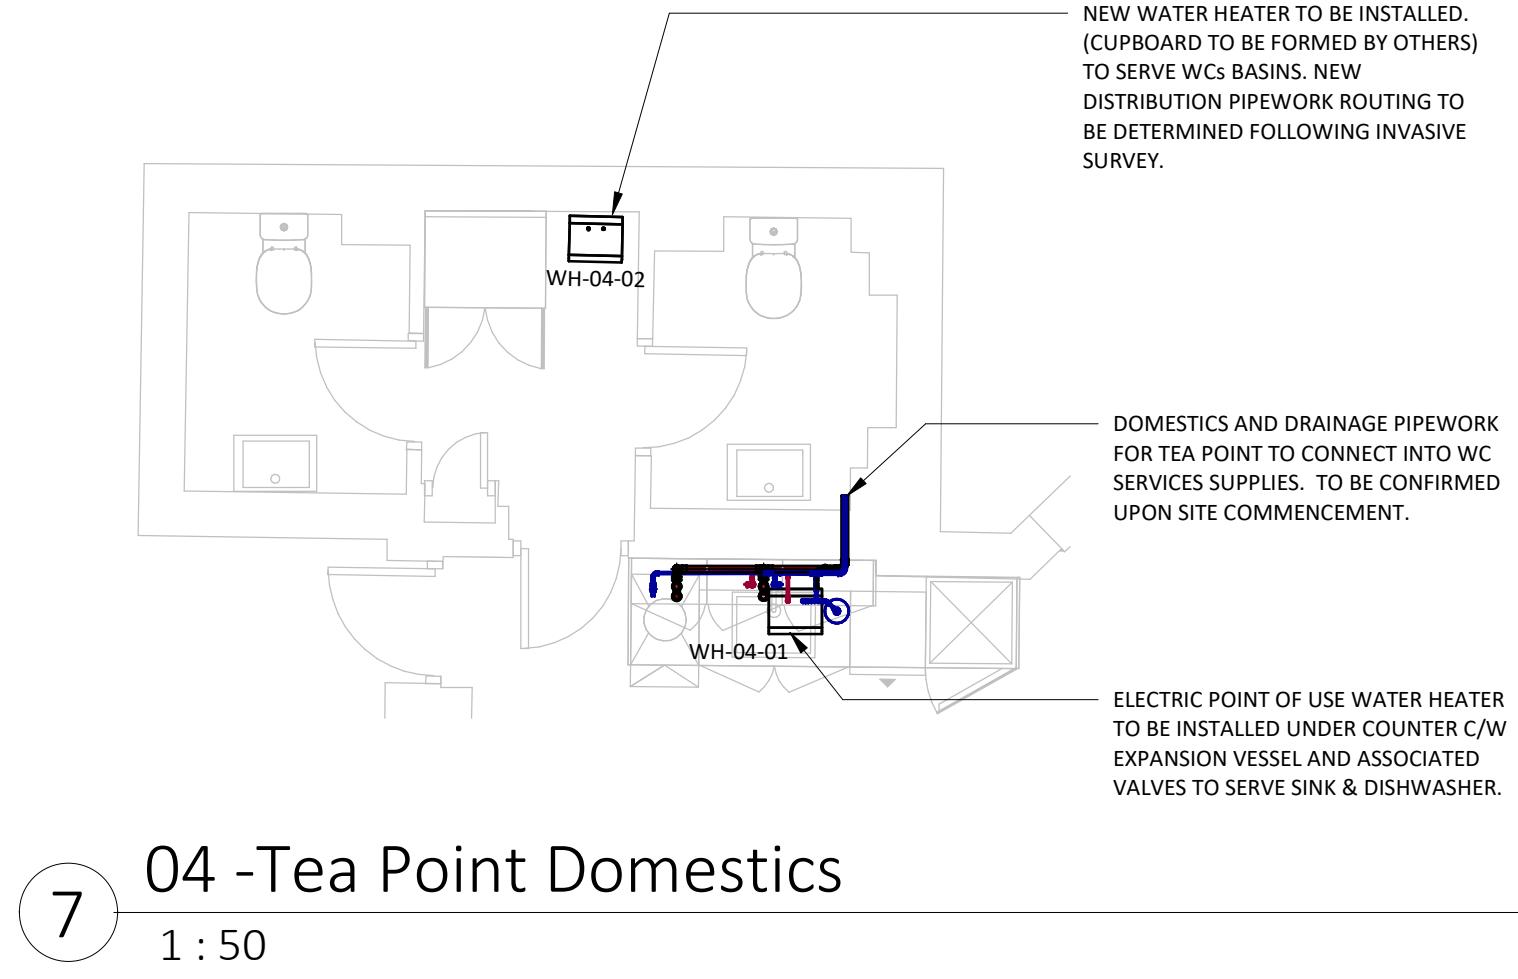 NEW WATER HEATER TO BE INSTALLED.
(CUPBOARD TO BE FORMED BY OTHERS)
TO SERVE WCs BASINS. NEW
DISTRIBUTION PIPEWORK ROUTING TO
BE DETERMINED FOLLOWING INVASIVE
SURVEY.
WH-04-02
DOMESTICS AND DRAINAGE PIPEWORK
FOR TEA POINT TO CONNECT INTO WC
SERVICES SUPPLIES. TO BE CONFIRMED
UPON SITE COMMENCEMENT.
WH-04-01
ELECTRIC POINT OF USE WATER HEATER
TO BE INSTALLED UNDER COUNTER C/W
EXPANSION VESSEL AND ASSOCIATED
VALVES TO SERVE SINK & DISHWASHER.
04 -Tea Point Domestics
7
1 : 50